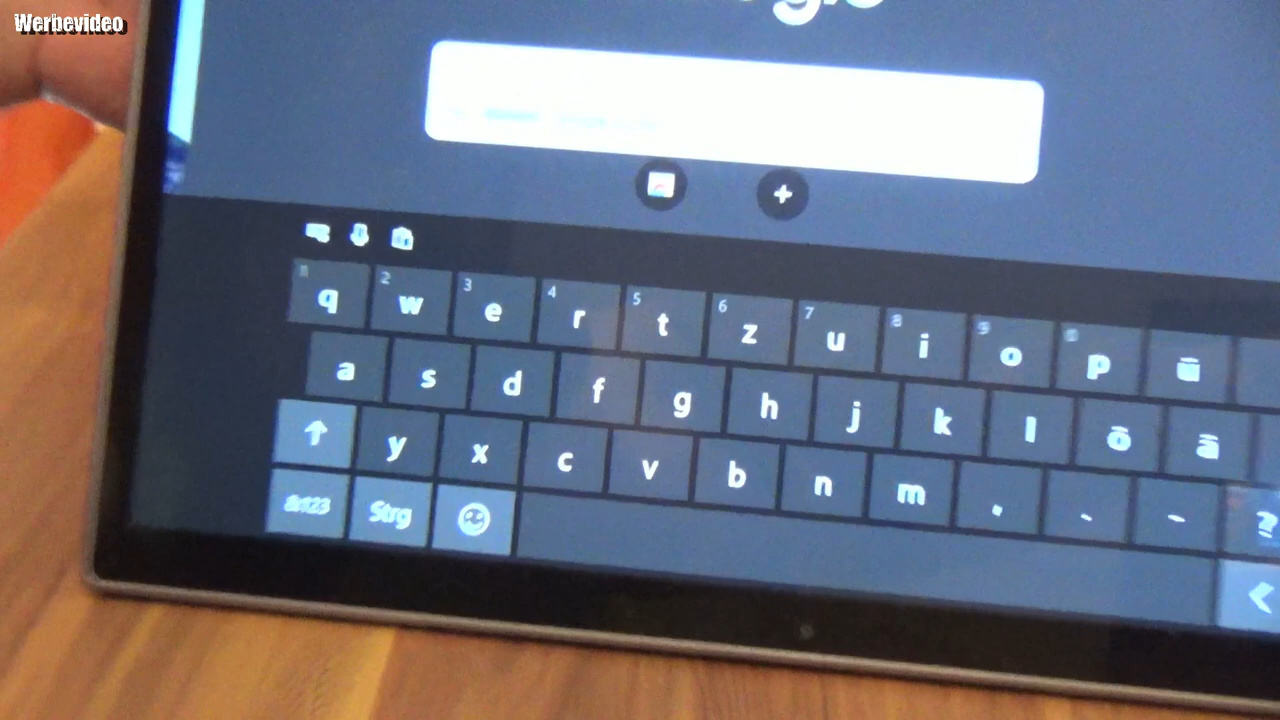 Werbevideo
1 2 3 4 5 6 7 8 9 0
q w e r t z u i o p ü
a s d f g h j k l ö ä
y x c v b n m . , - ?
&123 Strg